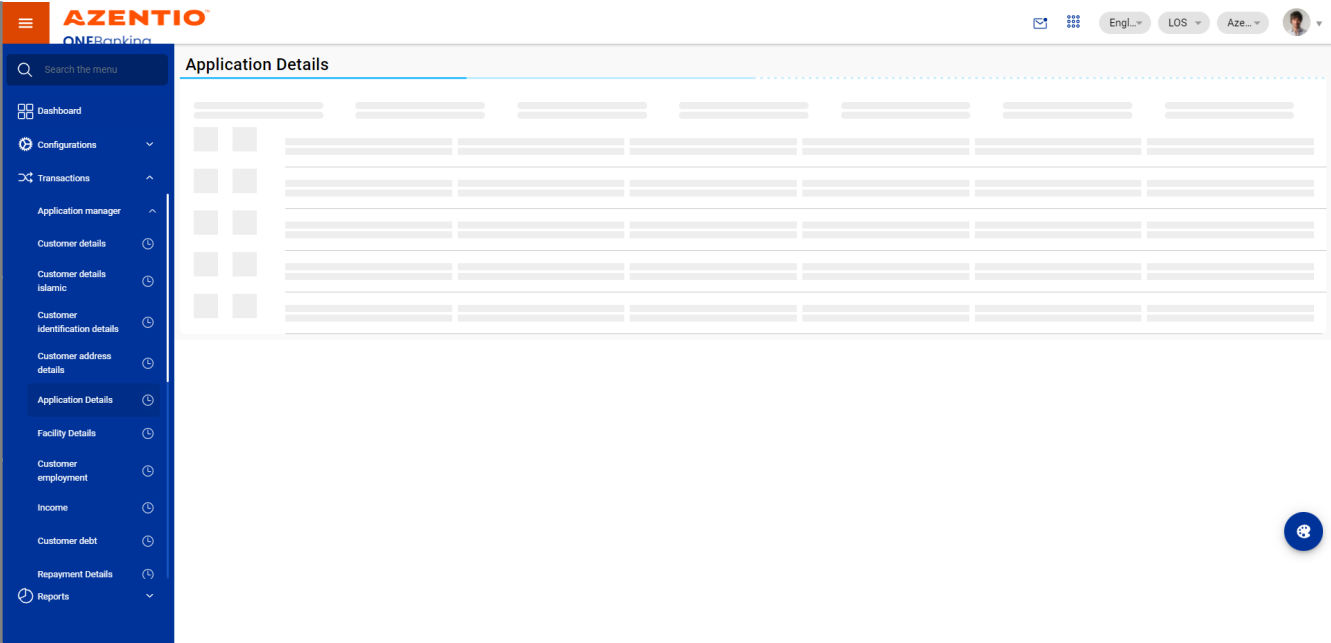 AZENTIO
ONEBanking
Engl...
LOS
Aze...
Search the menu
Application Details
Dashboard
Configurations
Transactions
Application manager
Customer details
Customer details
islamic
Customer
identification details
Customer address
details
Application Details
Facility Details
Customer
employment
Income
Customer debt
Repayment Details
Reports